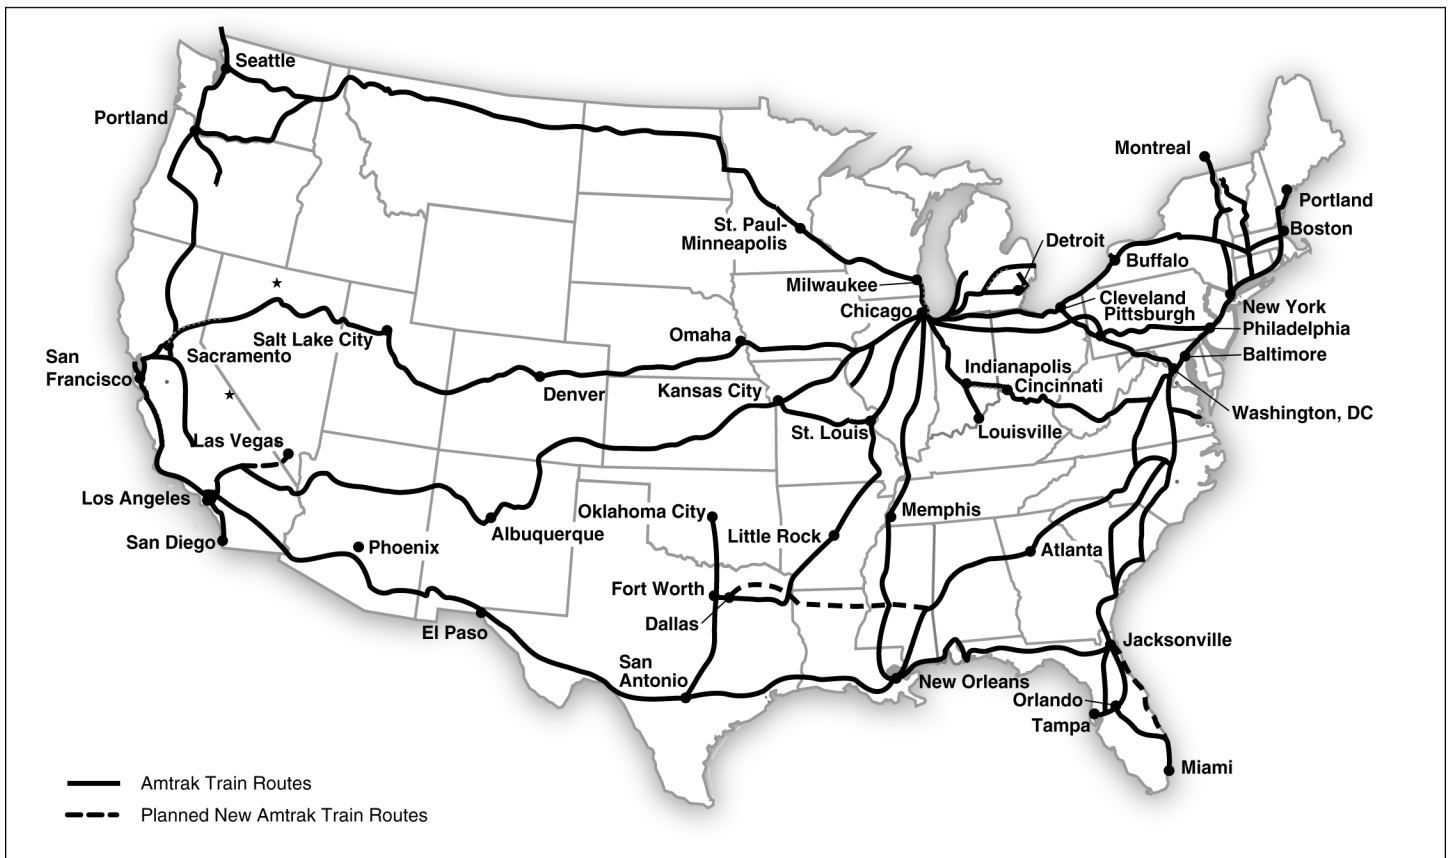 Seattle
Portland
Montreal
Portland
Boston
St. Paul-
Minneapolis
Detroit
Buffalo
Milwaukee
Chicago
Cleveland
Pittsburgh
New York
Philadelphia
Baltimore
Washington, DC
Salt Lake City
Omaha
Sacramento
San
Francisco
Denver
Kansas City
Indianapolis
Cincinnati
St. Louis
Louisville
Las Vegas
Los Angeles
San Diego
Albuquerque
Phoenix
Oklahoma City
Little Rock
Memphis
Atlanta
Fort Worth
Dallas
El Paso
San
Antonio
New Orleans
Jacksonville
Orlando
Tampa
Miami
Amtrak Train Routes
Planned New Amtrak Train Routes